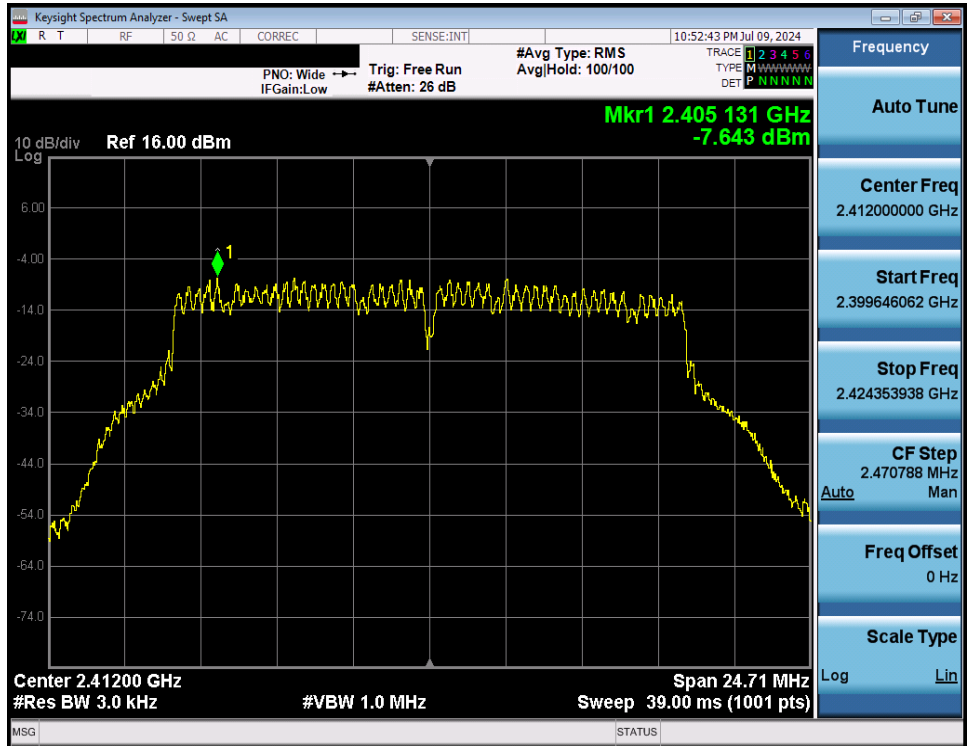 Keysight Spectrum Analyzer - Swept SA
LXI R T RF 50 Ω AC CORREC SENSE:INT 10:52:43 PM Jul 09, 2024
PNO: Wide Trig: Free Run #Avg Type: RMS TRACE 1 2 3 4 5 6
IFGain:Low #Atten: 26 dB Avg|Hold: 100/100 TYPE M W W W W W
DET P N N N N N
Mkr1 2.405 131 GHz
-7.643 dBm
10 dB/div Ref 16.00 dBm
Log
1
6.00
-4.00
-14.0
-24.0
-34.0
-44.0
-54.0
-64.0
-74.0
Center 2.41200 GHz Span 24.71 MHz
#Res BW 3.0 kHz #VBW 1.0 MHz Sweep 39.00 ms (1001 pts)
MSG STATUS
Frequency
Auto Tune
Center Freq
2.412000000 GHz
Start Freq
2.399646062 GHz
Stop Freq
2.424353938 GHz
CF Step
2.470788 MHz
Auto Man
Freq Offset
0 Hz
Scale Type
Log Lin